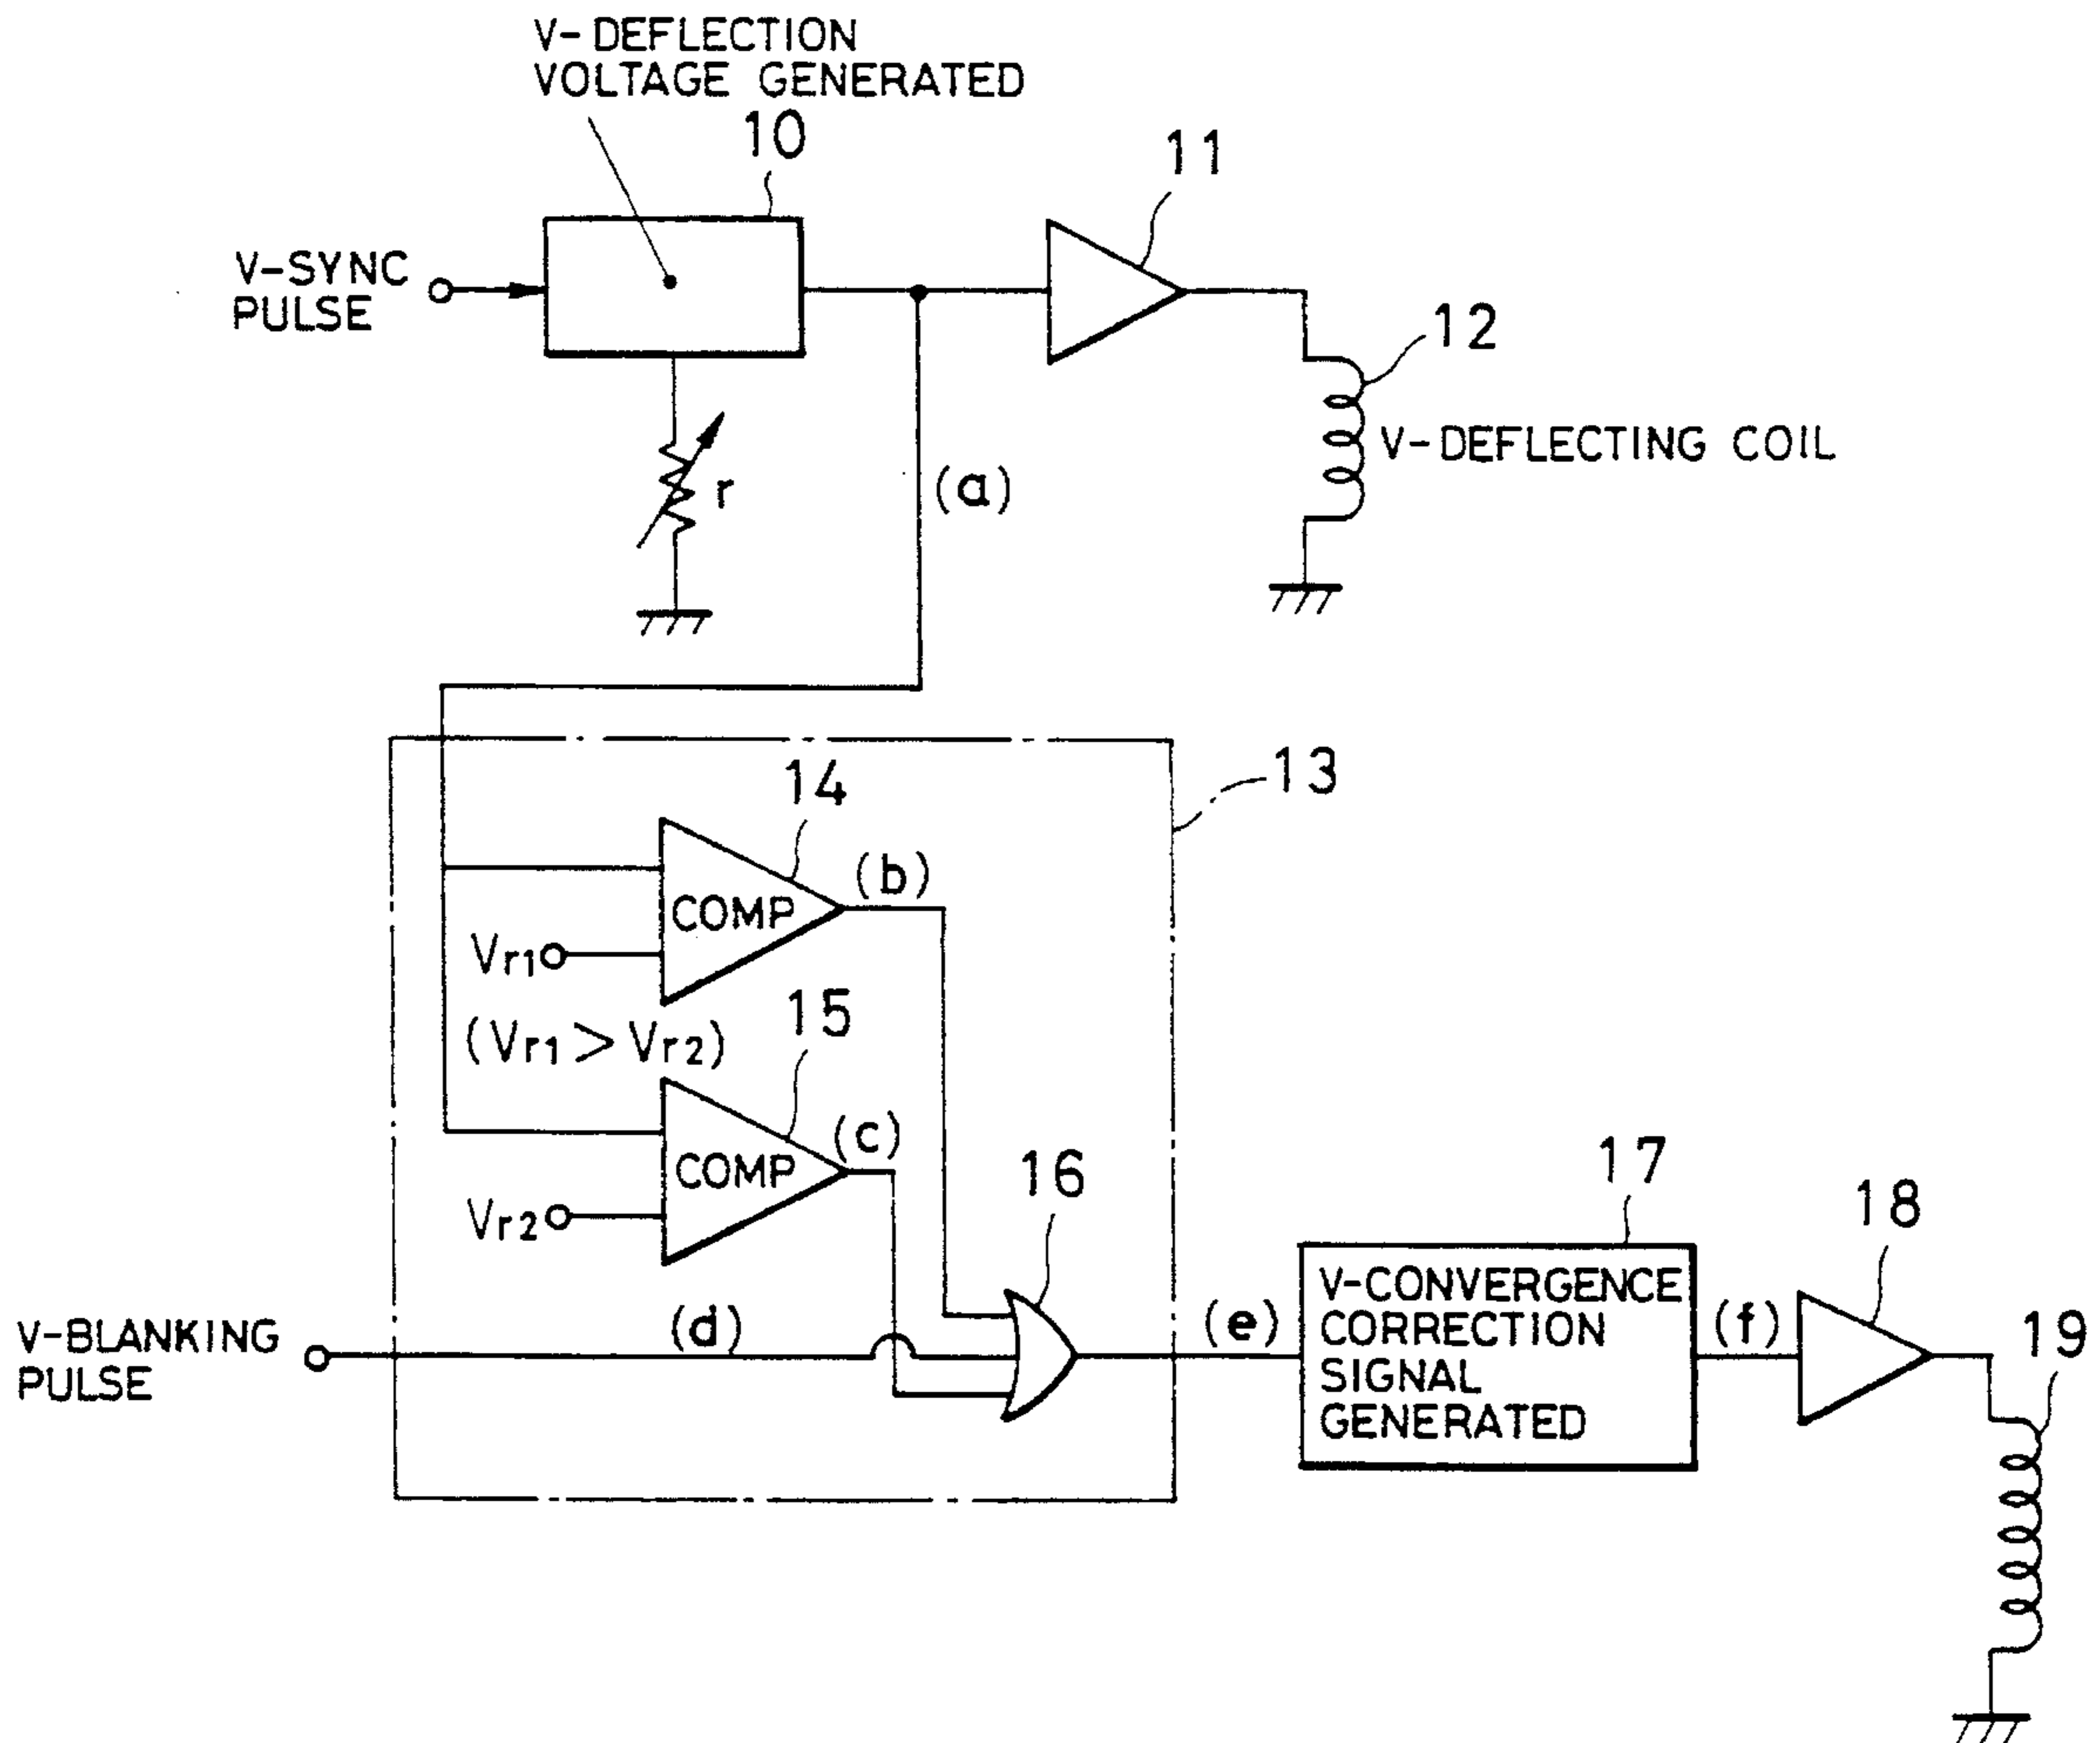 V-DEFLECTION
VOLTAGE GENERATED
10
11
V-SYNC
PULSE
12
V-DEFLECTING COIL
r
(a)
13
14
(b)
COMP
Vr1
(Vr1 > Vr2)
15
(c)
COMP
Vr2
16
17
18
V-BLANKING
PULSE
(d)
(e)
V-CONVERGENCE
CORRECTION
SIGNAL
GENERATED
(f)
19